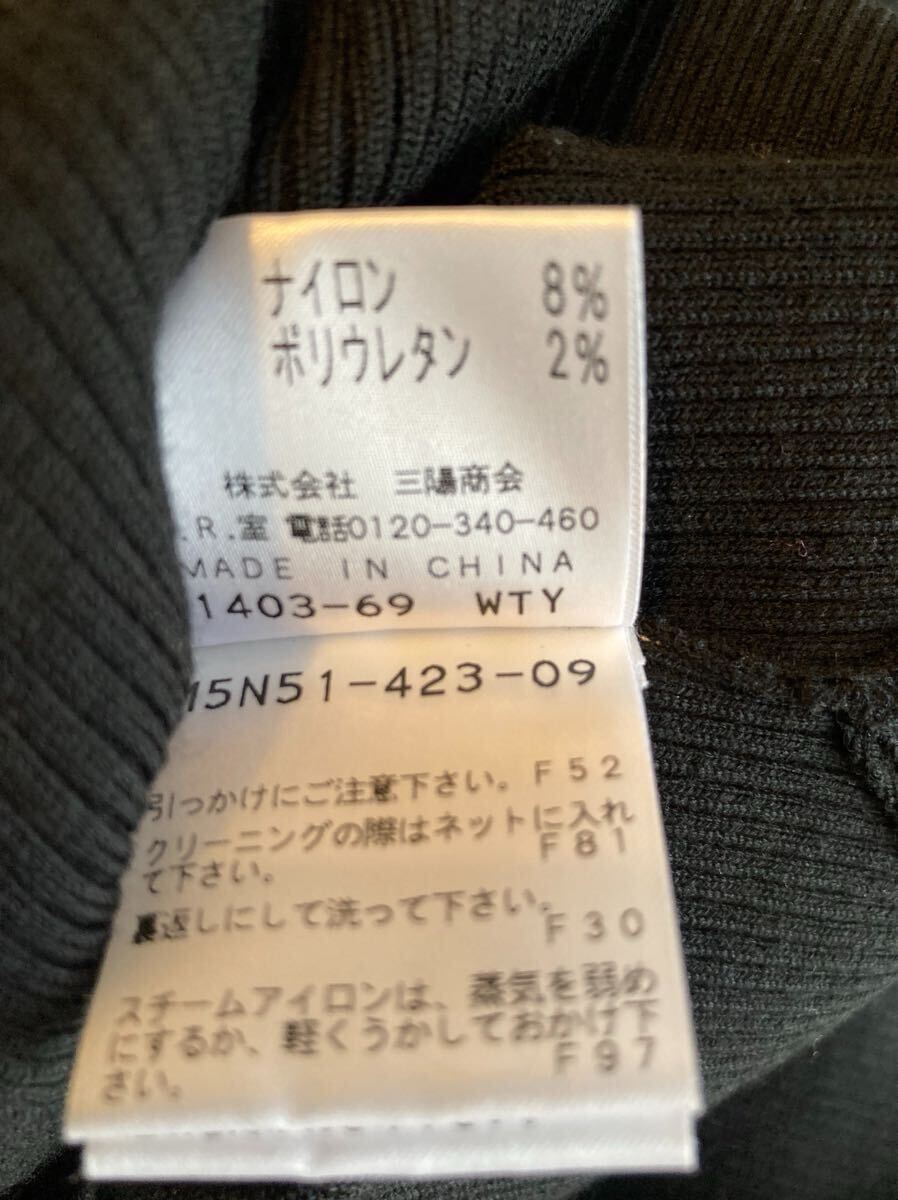 ナイロン 8%
ポリウレタン 2%
株式会社 三陽商会
.R.室 電話0120-340-460
MADE IN CHINA
1403-69 WTY
15N51-423-09
引っかけにご注意下さい。F52
クリーニングの際はネットに入れ
て下さい。 F81
裏返しにして洗って下さい。
F30
スチームアイロンは、蒸気を弱め
にするか、軽くうかしておかけ下
さい。 F97